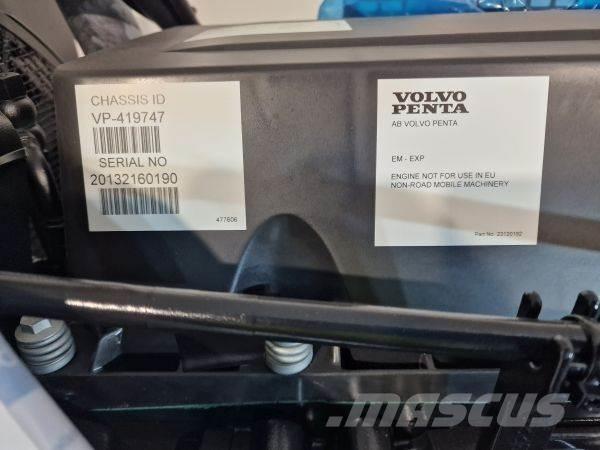 CHASSIS ID
VP-419747
SERIAL NO
20132160190
477606
VOLVO
PENTA
AB VOLVO PENTA
EM - EXP
ENGINE NOT FOR USE IN EU
NON-ROAD MOBILE MACHINERY
Part No:
MASCUS